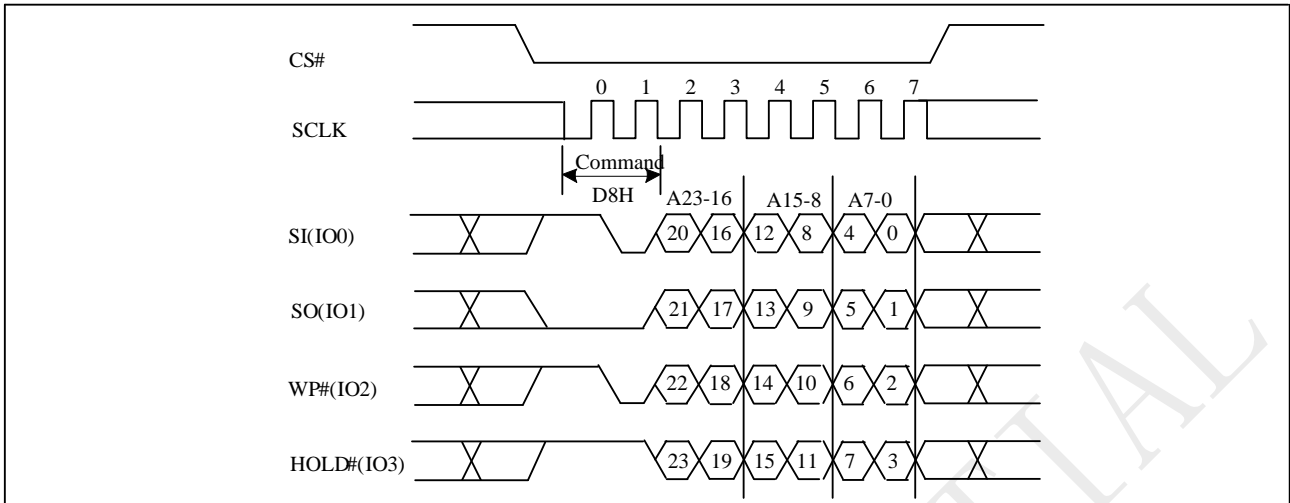 CS#
0 1 2 3 4 5 6 7
SCLK
Command
D8H
A23-16 A15-8 A7-0
SI(IO0) 20 16 12 8 4 0
SO(IO1) 21 17 13 9 5 1
WP#(IO2) 22 18 14 10 6 2
HOLD#(IO3) 23 19 15 11 7 3
TIAL